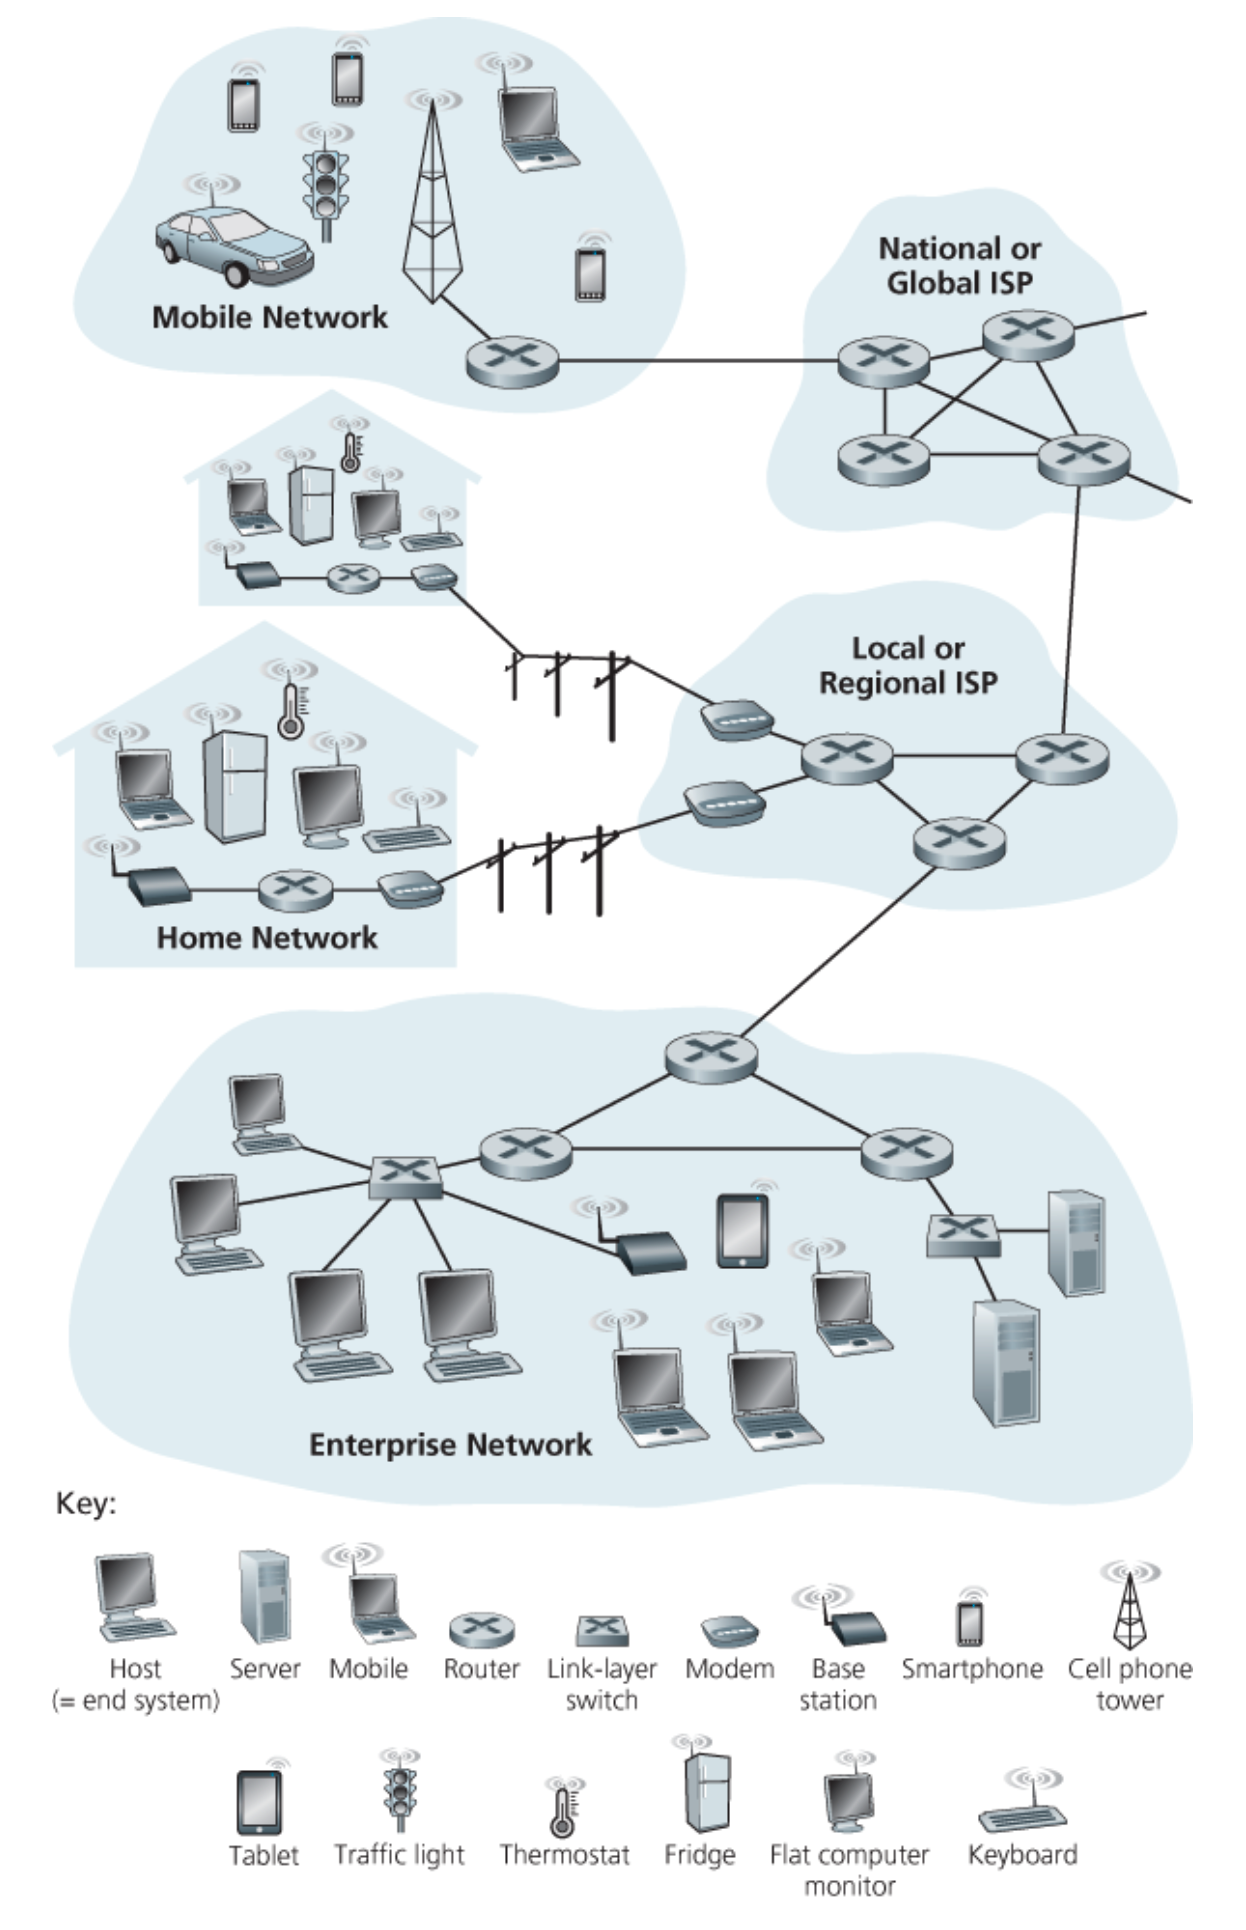 National or
Global ISP
Mobile Network
Local or
Regional ISP
Home Network
Enterprise Network
Key:
Host
(= end system)
Server
Mobile
Router
Link-layer
switch
Modem
Base
station
Smartphone
Cell phone
tower
Tablet
Traffic light
Thermostat
Fridge
Flat computer
monitor
Keyboard